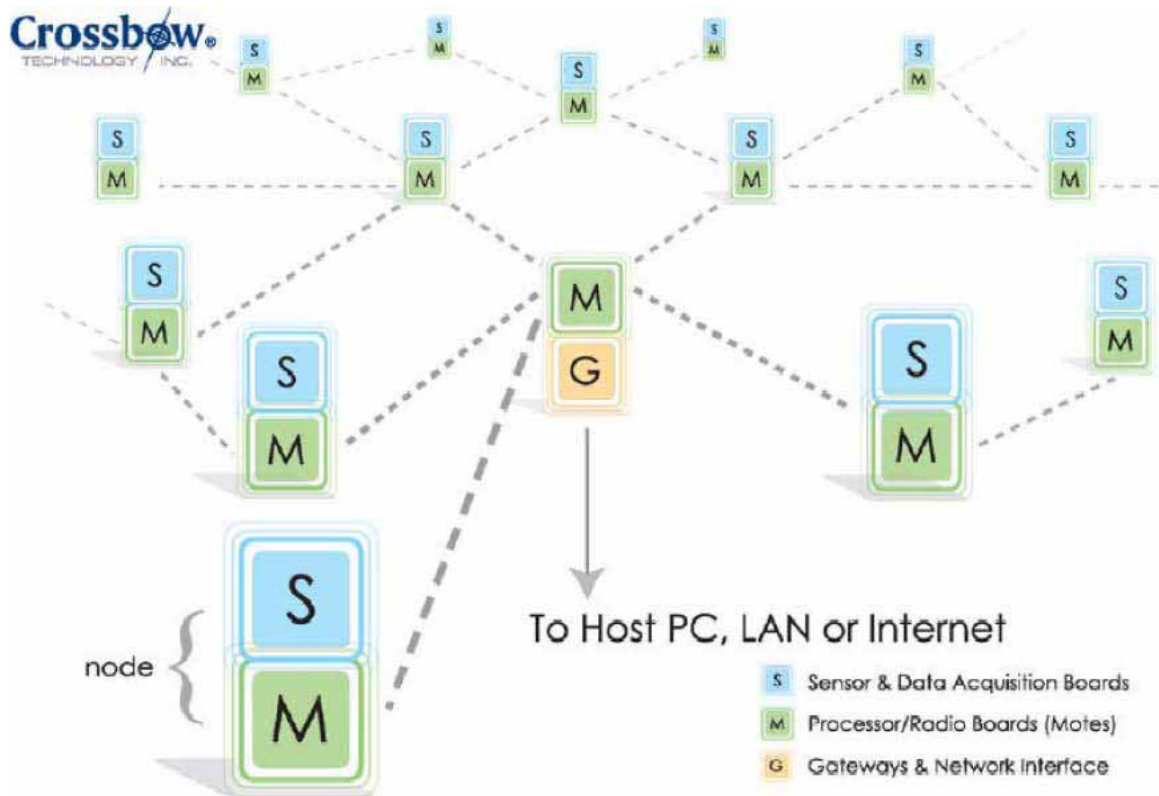 Crossbow®
TECHNOLOGY INC.
S
M
S
M
S
M
S
M
S
M
S
M
S
M
S
M
S
M
S
M
S
M
M
G
S
M
S
M
S
M
To Host PC, LAN or Internet
node
S
M
S Sensor & Data Acquisition Boards
M Processor/Radio Boards (Motes)
G Gateways & Network Interface